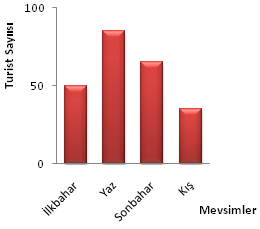 100
Turist Sayısı
50
0
İlkbahar
Yaz
Sonbahar
Kış
Mevsimler